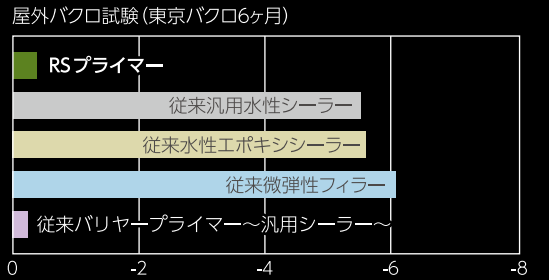 屋外バクロ試験（東京バクロ6ヶ月）
RSプライマー
従来汎用水性シーラー
従来水性エポキシシーラー
従来微弾性フィラー
従来バリヤープライマー～汎用シーラー～
0 -2 -4 -6 -8